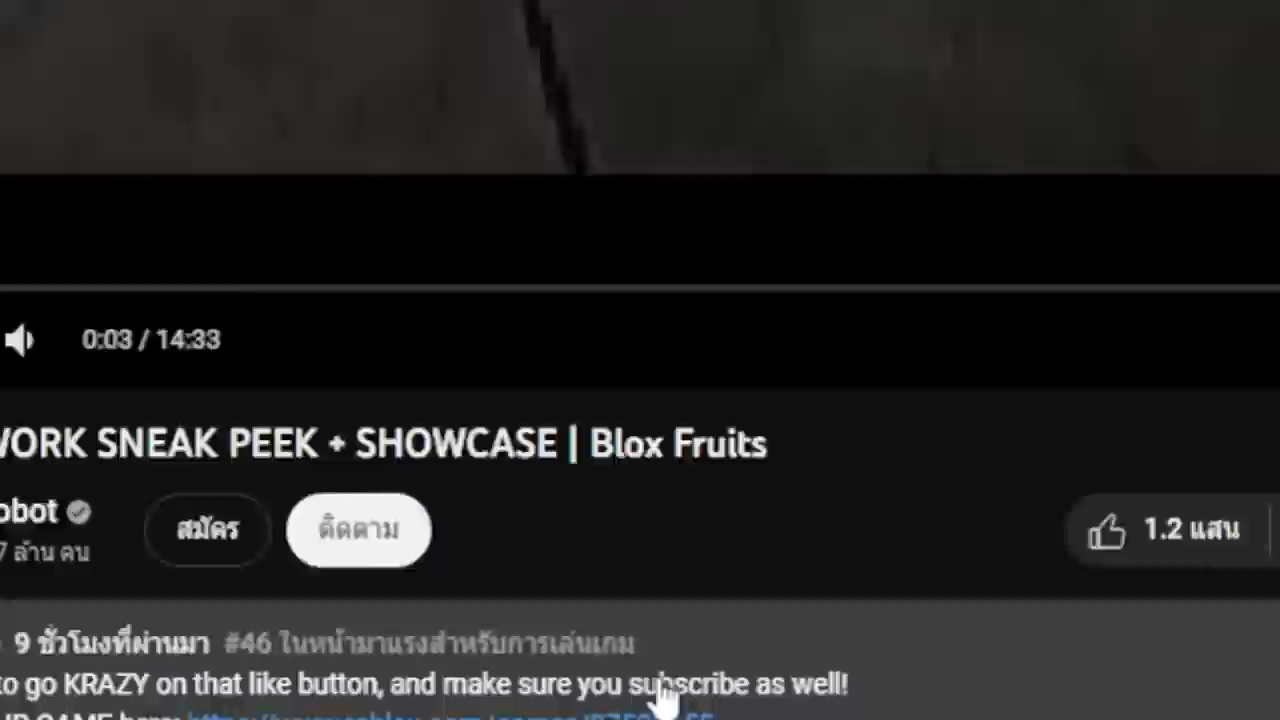 0:03 / 14:33
WORK SNEAK PEEK + SHOWCASE | Blox Fruits
obot
สมัคร
ติดตาม
1.2 แสน
7 ล้าน คน
9 ชั่วโมงที่ผ่านมา #46 ในหน้ามาแรงสำหรับการเล่นเกม
to go KRAZY on that like button, and make sure you subscribe as well!